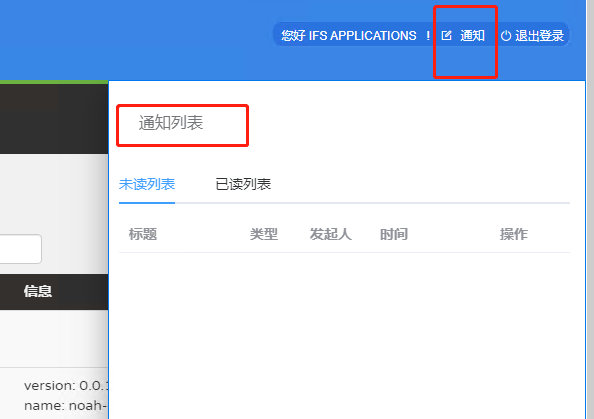 您好 IFS APPLICATIONS ！ 通知 退出登录
通知列表
未读列表 已读列表
标题 类型 发起人 时间 操作
信息
version: 0.0.
name: noah-